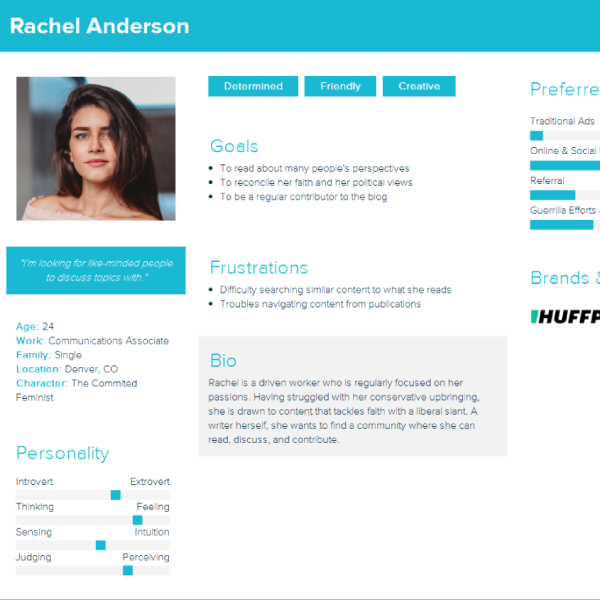 Rachel Anderson
Determined
Friendly
Creative
"I'm looking for like-minded people
to discuss topics with."
Age: 24
Work: Communications Associate
Family: Single
Location: Denver, CO
Character: The Commited
Feminist
Personality
Introvert Extrovert
Thinking Feeling
Sensing Intuition
Judging Perceiving
Goals
To read about many people's perspectives
To reconcile her faith and her political views
To be a regular contributor to the blog
Frustrations
Difficulty searching similar content to what she reads
Troubles navigating content from publications
Bio
Rachel is a driven worker who is regularly focused on her
passions. Having struggled with her conservative upbringing,
she is drawn to content that tackles faith with a liberal slant. A
writer herself, she wants to find a community where she can
read, discuss, and contribute.
Preferre
Traditional Ads
Online & Social
Referral
Guerrilla Efforts &
Brands &
HUFFP